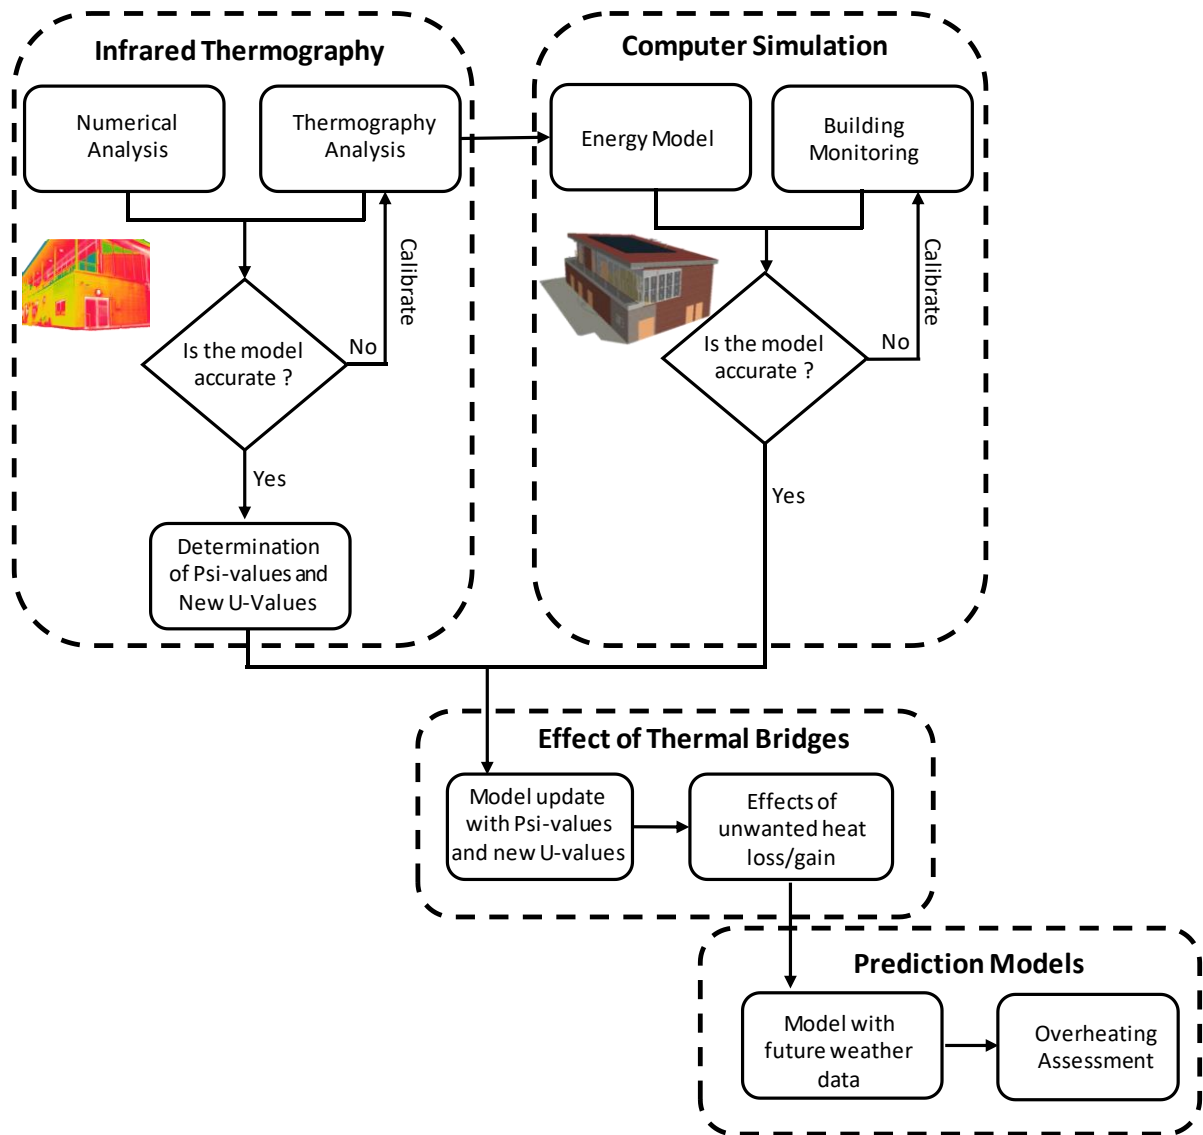 Infrared Thermography
Numerical
Analysis
Thermography
Analysis
Calibrate
Is the model
accurate ?
No
Yes
Determination
of Psi-values and
New U-Values
Computer Simulation
Energy Model
Building
Monitoring
Calibrate
Is the model
accurate ?
No
Yes
Effect of Thermal Bridges
Model update
with Psi-values
and new U-values
Effects of
unwanted heat
loss/gain
Prediction Models
Model with
future weather
data
Overheating
Assessment